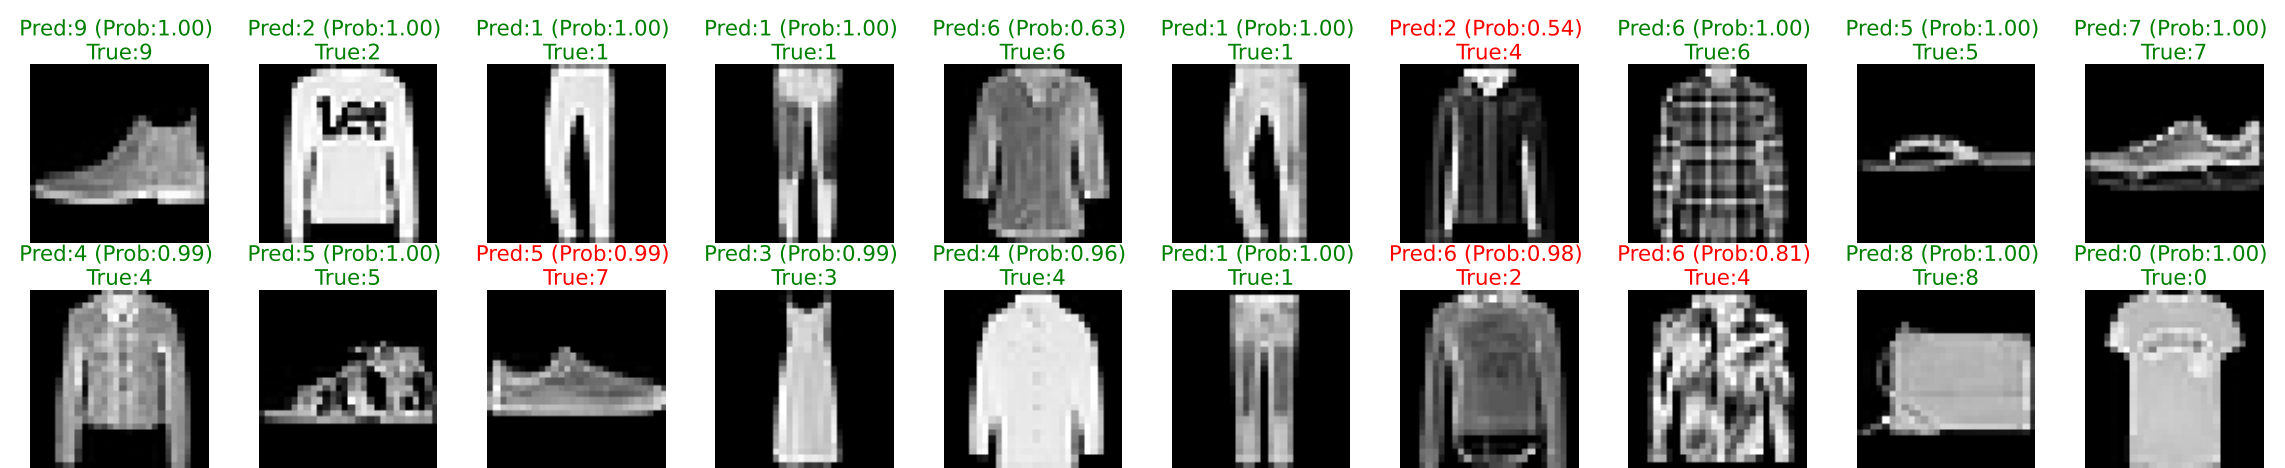 Pred:9 (Prob:1.00)
True:9
Pred:2 (Prob:1.00)
True:2
Pred:1 (Prob:1.00)
True:1
Pred:1 (Prob:1.00)
True:1
Pred:6 (Prob:0.63)
True:6
Pred:1 (Prob:1.00)
True:1
Pred:2 (Prob:0.54)
True:4
Pred:6 (Prob:1.00)
True:6
Pred:5 (Prob:1.00)
True:5
Pred:7 (Prob:1.00)
True:7
Lee
Pred:4 (Prob:0.99)
True:4
Pred:5 (Prob:1.00)
True:5
Pred:5 (Prob:0.99)
True:7
Pred:3 (Prob:0.99)
True:3
Pred:4 (Prob:0.96)
True:4
Pred:1 (Prob:1.00)
True:1
Pred:6 (Prob:0.98)
True:2
Pred:6 (Prob:0.81)
True:4
Pred:8 (Prob:1.00)
True:8
Pred:0 (Prob:1.00)
True:0